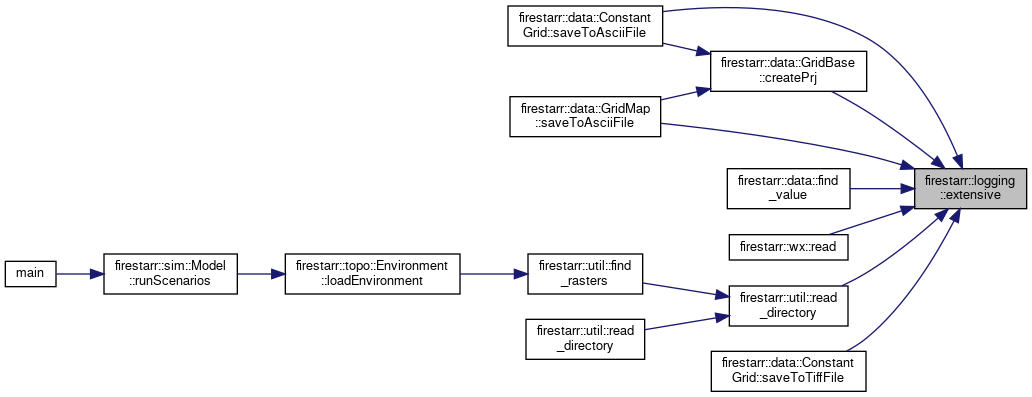 firestarr::data::Constant
Grid::saveToAsciiFile
firestarr::data::GridBase
::createPrj
firestarr::data::GridMap
::saveToAsciiFile
firestarr::logging
::extensive
firestarr::data::find
_value
firestarr::wx::read
main
firestarr::sim::Model
::runScenarios
firestarr::topo::Environment
::loadEnvironment
firestarr::util::find
_rasters
firestarr::util::read
_directory
firestarr::util::read
_directory
firestarr::data::Constant
Grid::saveToTiffFile